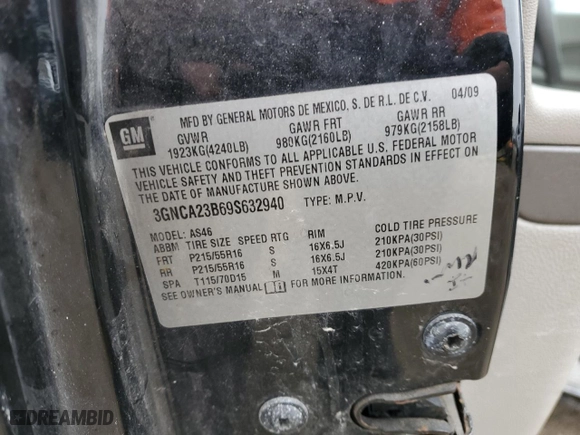 MFD BY GENERAL MOTORS DE MEXICO, S. DE R.L. DE C.V. 04/09
GM GVWR GAWR FRT GAWR RR
1923KG(4240LB) 980KG(2160LB) 979KG(2158LB)
THIS VEHICLE CONFORMS TO ALL APPLICABLE U.S. FEDERAL MOTOR
VEHICLE SAFETY AND THEFT PREVENTION STANDARDS IN EFFECT ON
THE DATE OF MANUFACTURE SHOWN ABOVE.
3GNCA23B69S632940 TYPE: M.P.V.
MODEL: AS46
ABBM TIRE SIZE SPEED RTG RIM COLD TIRE PRESSURE
FRT P215/55R16 S 16X6.5J 210KPA(30PSI)
RR P215/55R16 S 16X6.5J 210KPA(30PSI)
SPA T115/70D15 M 15X4T 420KPA(60PSI)
SEE OWNER'S MANUAL FOR ADDITIONAL INFORMATION.
DREAMBID